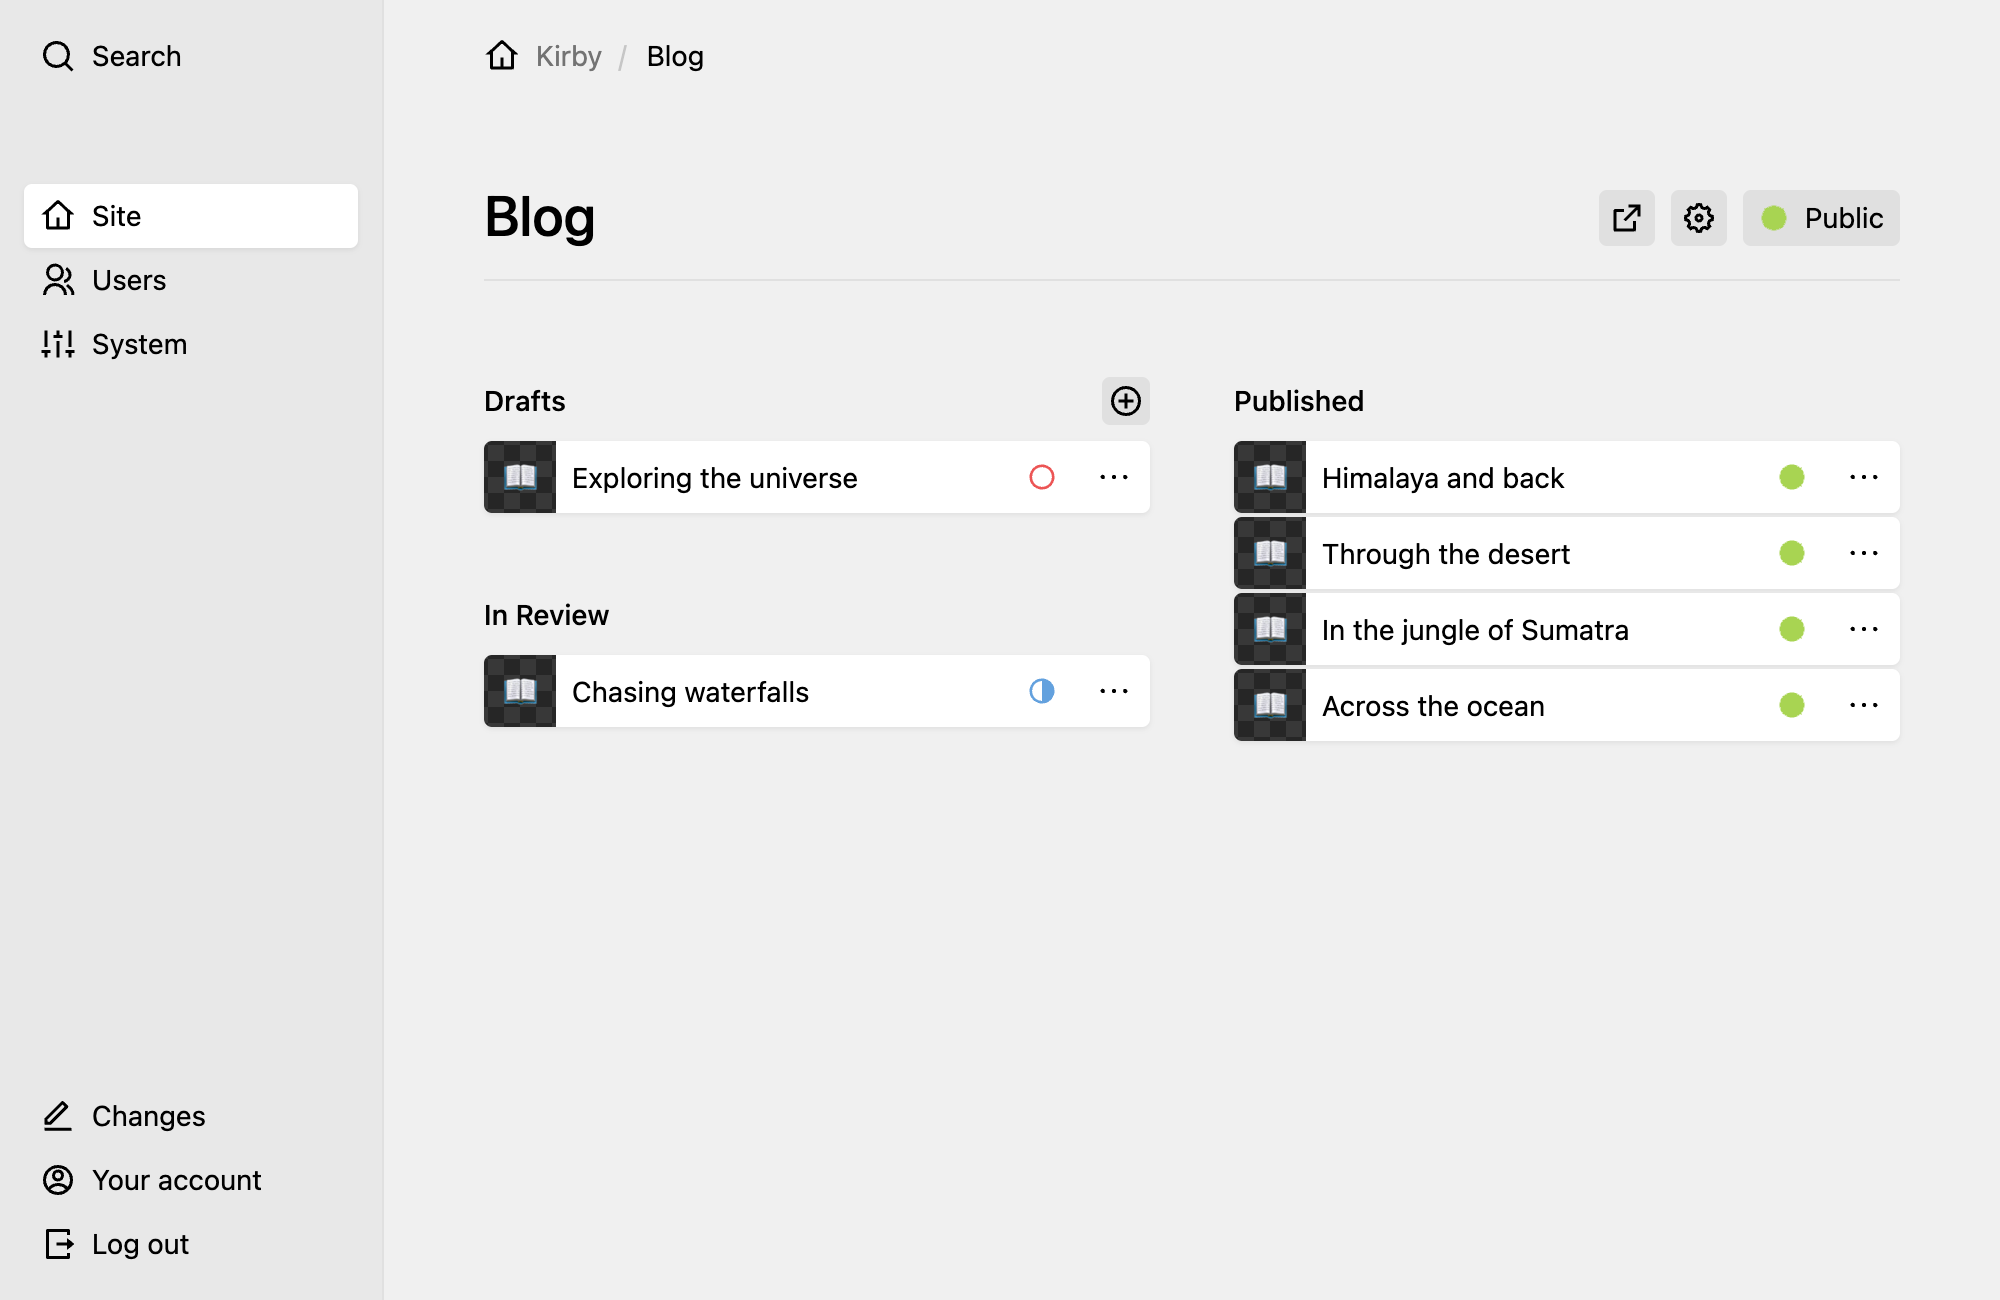 Search
Site
Users
System
Changes
Your account
Log out
Kirby / Blog
Blog
Public
Drafts
Exploring the universe
In Review
Chasing waterfalls
Published
Himalaya and back
Through the desert
In the jungle of Sumatra
Across the ocean